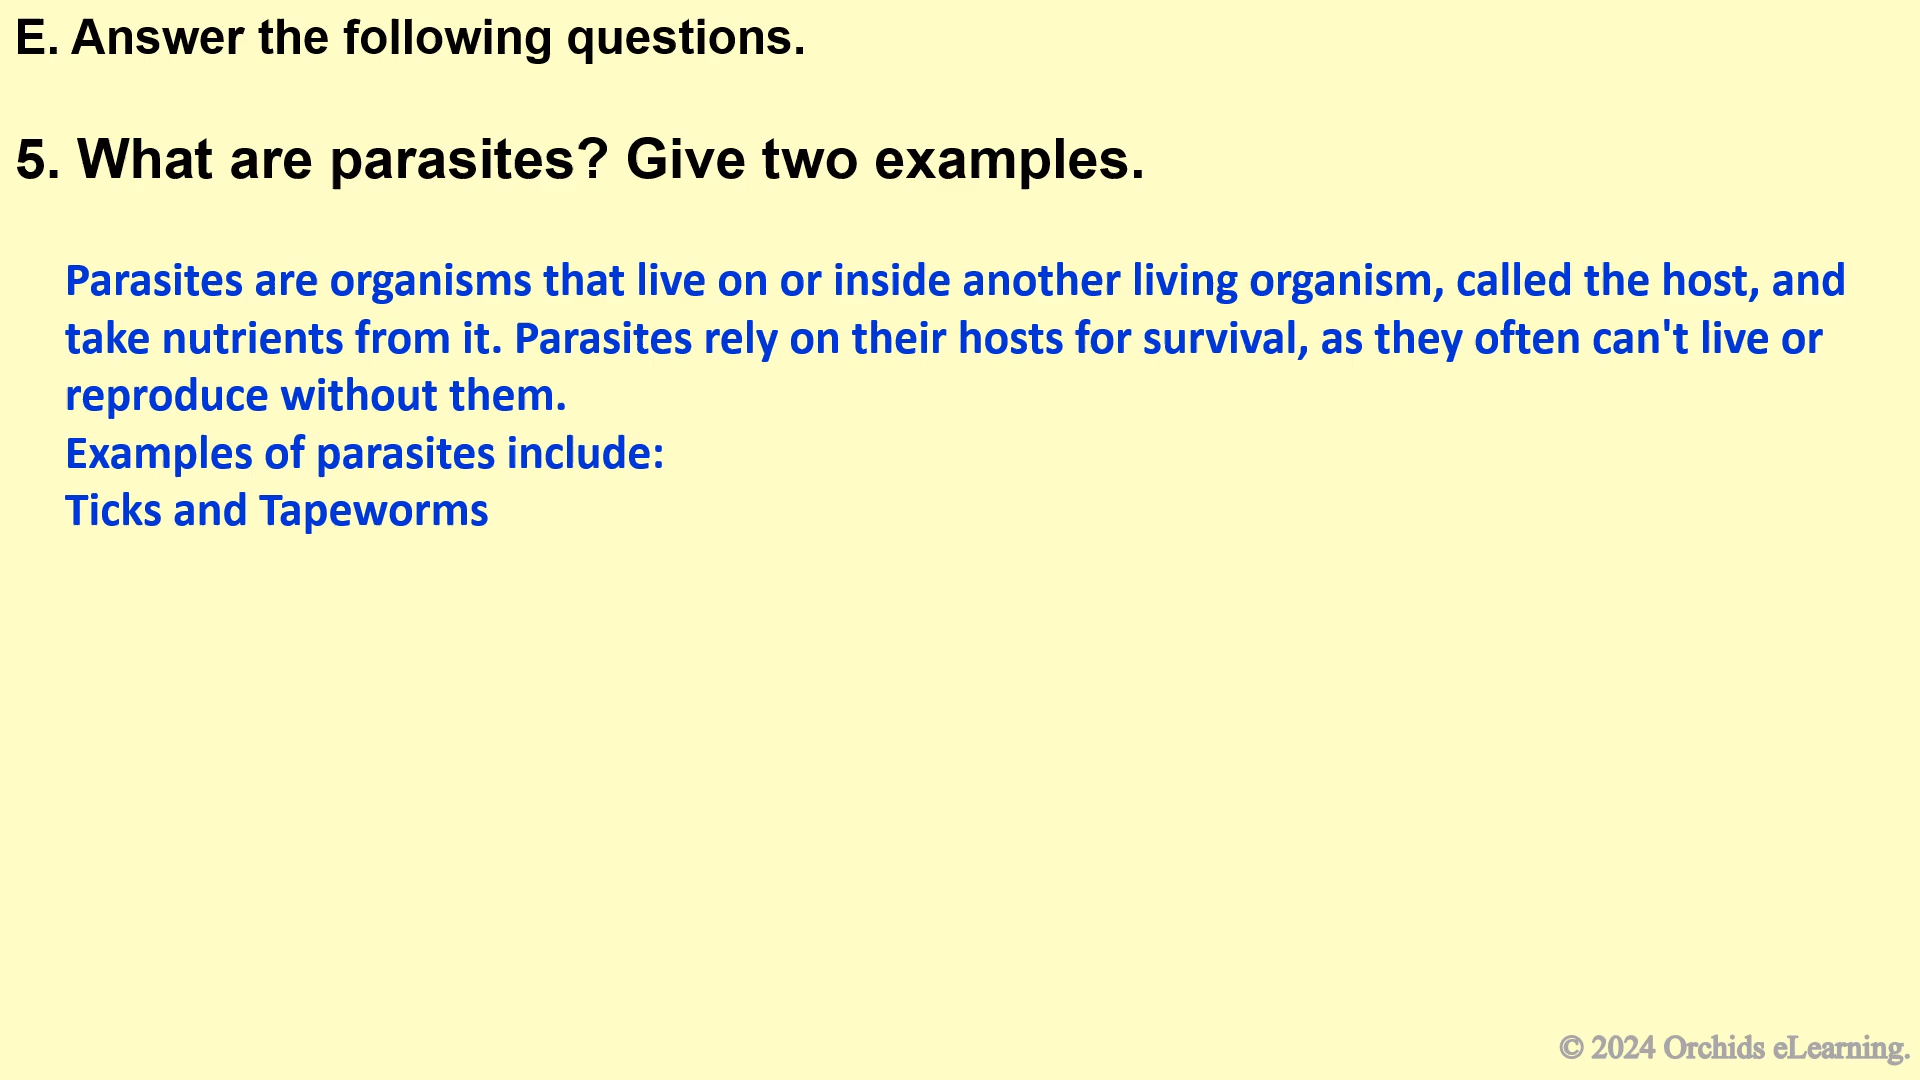 E. Answer the following questions.
5. What are parasites? Give two examples.
Parasites are organisms that live on or inside another living organism, called the host, and
take nutrients from it. Parasites rely on their hosts for survival, as they often can't live or
reproduce without them.
Examples of parasites include:
Ticks and Tapeworms
© 2024 Orchids eLearning.